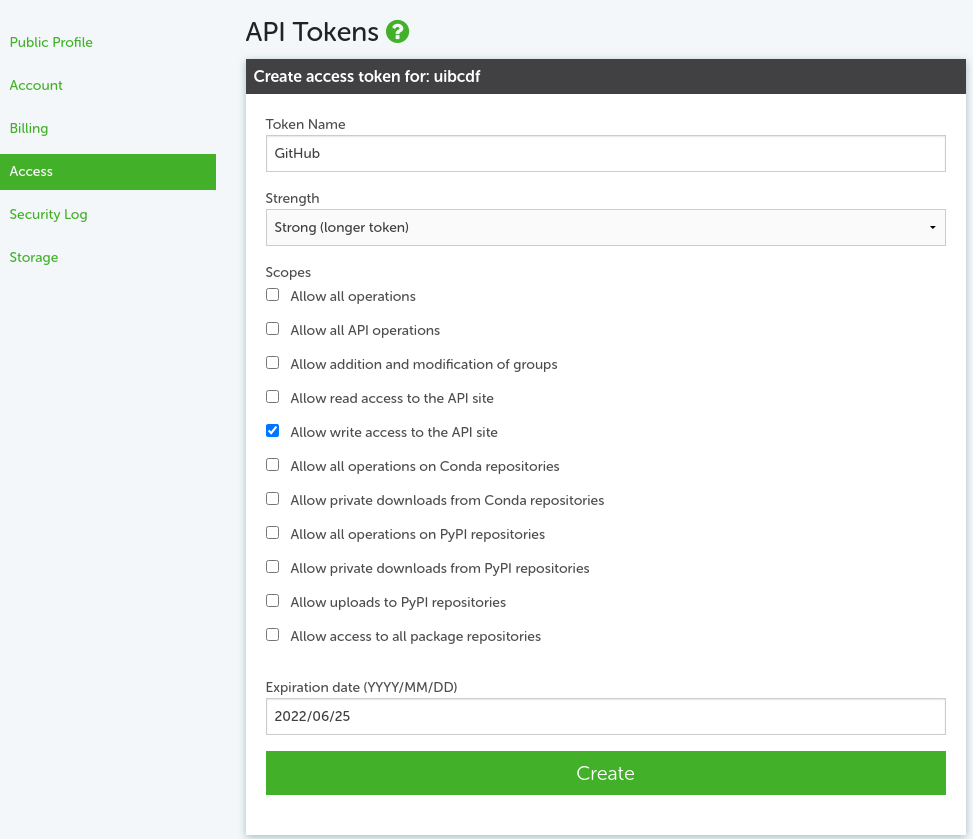 Public Profile
Account
Billing
Access
Security Log
Storage
API Tokens ?
Create access token for: uibcdf
Token Name
GitHub
Strength
Strong (longer token)
Scopes
Allow all operations
Allow all API operations
Allow addition and modification of groups
Allow read access to the API site
Allow write access to the API site
Allow all operations on Conda repositories
Allow private downloads from Conda repositories
Allow all operations on PyPI repositories
Allow private downloads from PyPI repositories
Allow uploads to PyPI repositories
Allow access to all package repositories
Expiration date (YYYY/MM/DD)
2022/06/25
Create